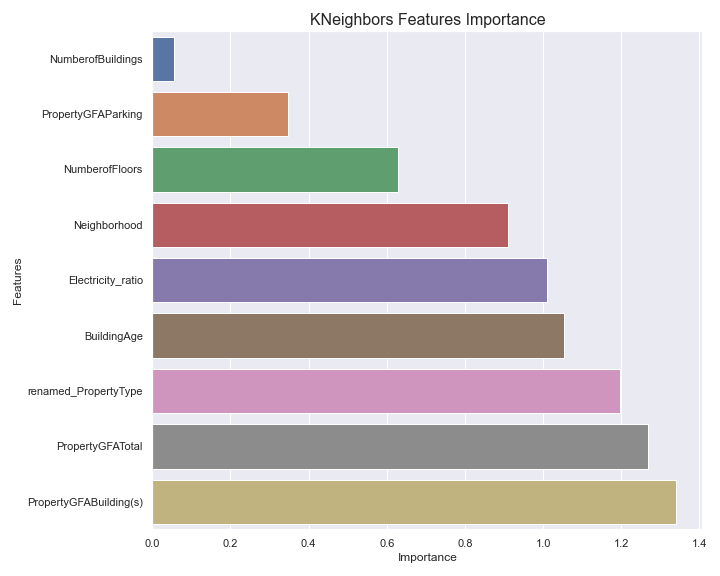 KNeighbors Features Importance
NumberofBuildings
PropertyGFAParking
NumberofFloors
Neighborhood
Electricity_ratio
BuildingAge
renamed_PropertyType
PropertyGFATotal
PropertyGFABuilding(s)
Features
0.0 0.2 0.4 0.6 0.8 1.0 1.2 1.4
Importance